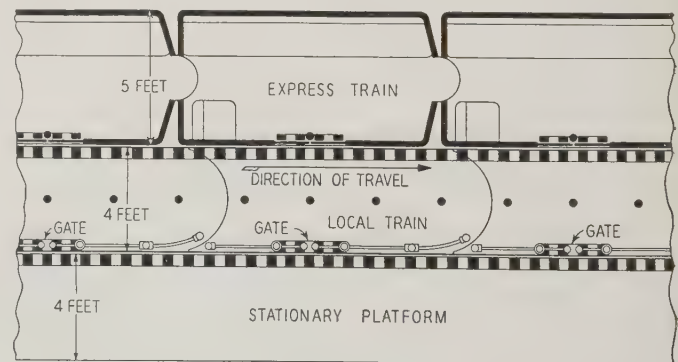 5 FEET
EXPRESS TRAIN
DIRECTION OF TRAVEL
4 FEET
LOCAL TRAIN
GATE
GATE
GATE
4 FEET
STATIONARY PLATFORM